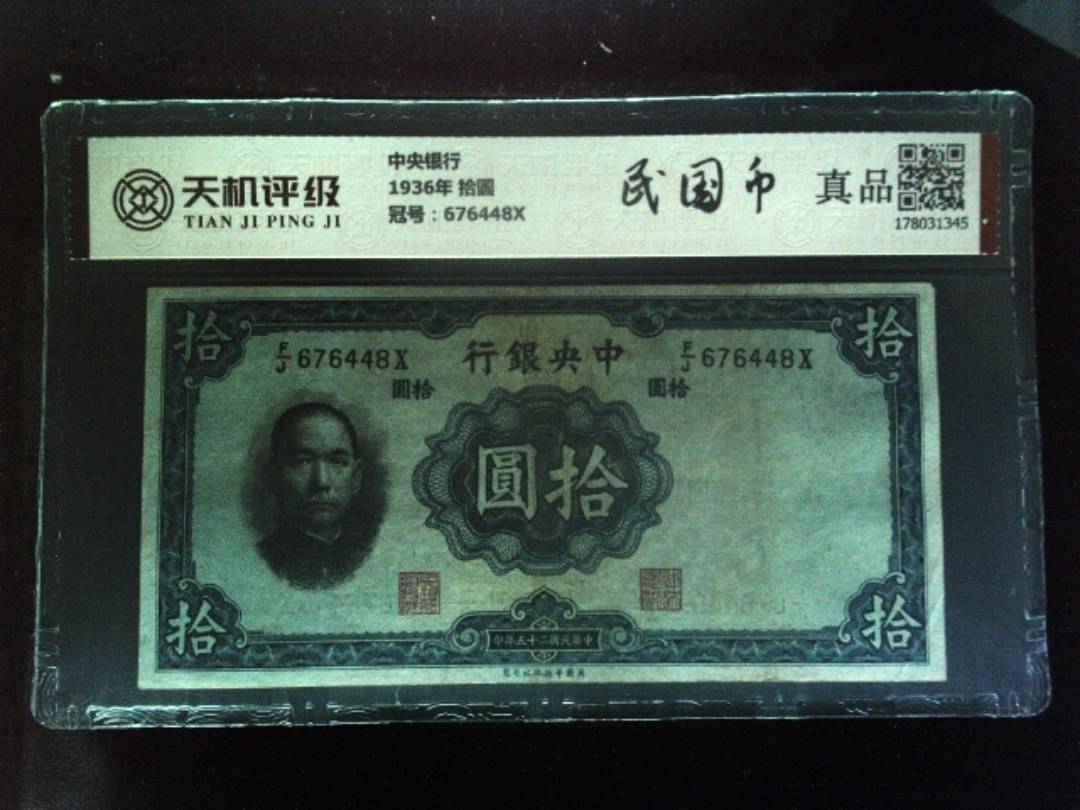 天机评级
TIAN JI PING JI
中央银行
1936年 拾圆
冠号：676448X
民国币
真品
178031345
拾
拾
F/J 676448X
行銀央中
F/J 676448X
圓拾
圓拾
圓拾
拾
拾
印年五十二國民華中